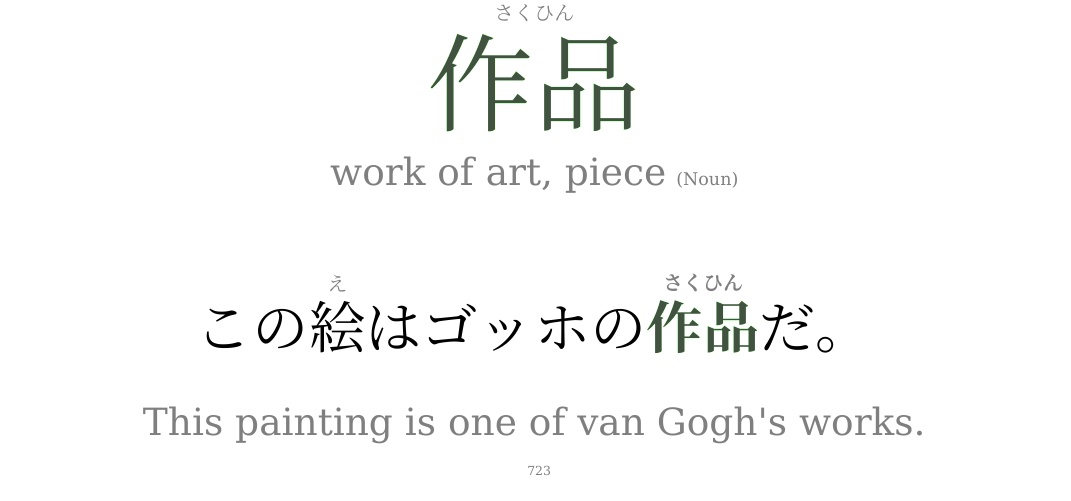 さくひん
作品
work of art, piece (Noun)
え さくひん
この絵はゴッホの作品だ。
This painting is one of van Gogh's works.
723